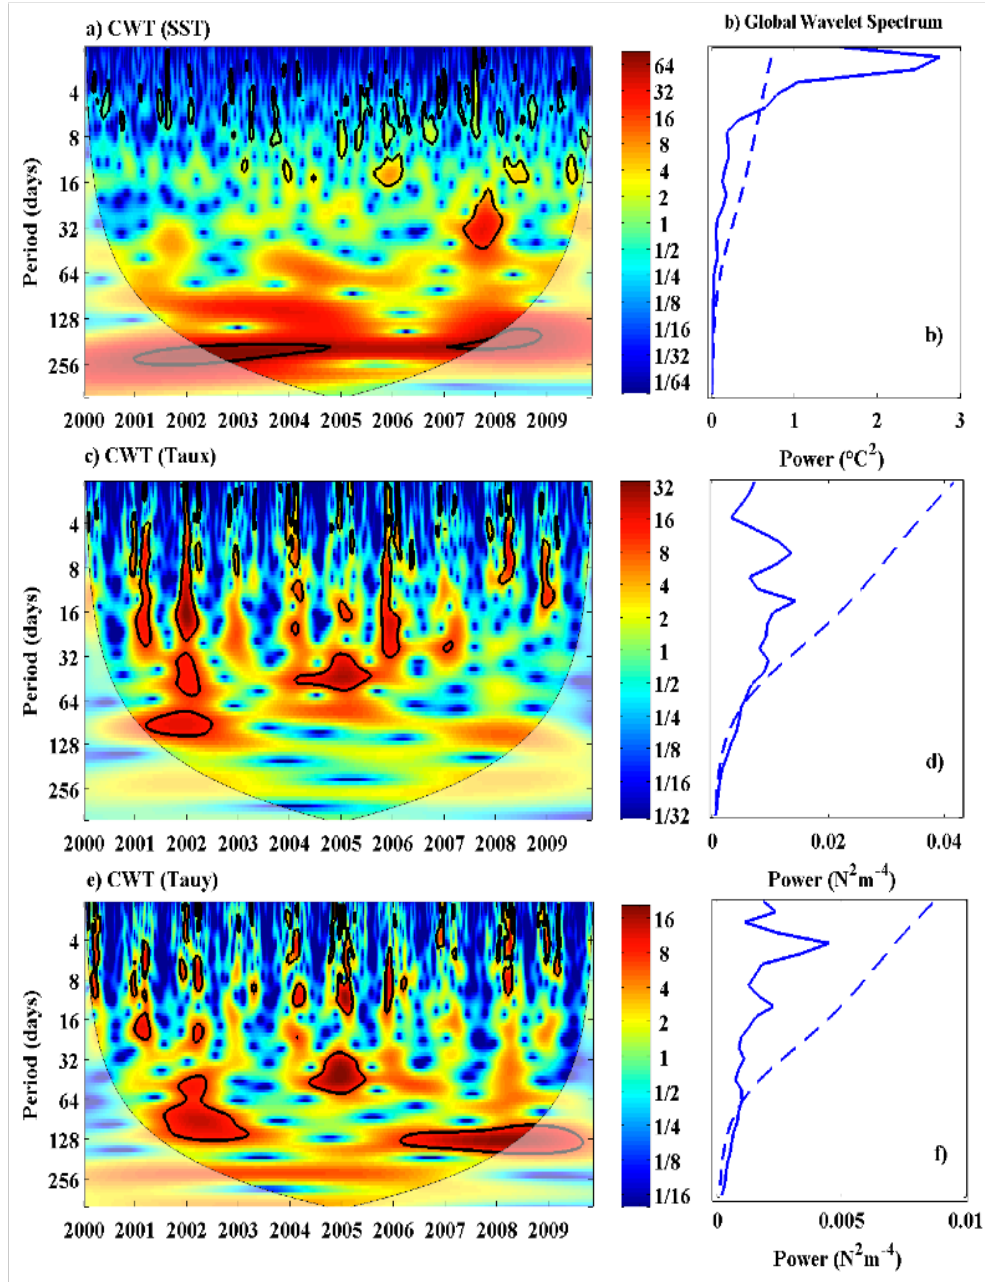 a) CWT (SST)
b) Global Wavelet Spectrum
Period (days)
4
8
16
32
64
128
256
2000 2001 2002 2003 2004 2005 2006 2007 2008 2009
64
32
16
8
4
2
1
1/2
1/4
1/8
1/16
1/32
1/64
b)
0 1 2 3
Power (°C²)
c) CWT (Taux)
Period (days)
4
8
16
32
64
128
256
2000 2001 2002 2003 2004 2005 2006 2007 2008 2009
32
16
8
4
2
1
1/2
1/4
1/8
1/16
1/32
d)
0 0.02 0.04
Power (N²m⁻⁴)
e) CWT (Tauy)
Period (days)
4
8
16
32
64
128
256
2000 2001 2002 2003 2004 2005 2006 2007 2008 2009
16
8
4
2
1
1/2
1/4
1/8
1/16
f)
0 0.005 0.01
Power (N²m⁻⁴)